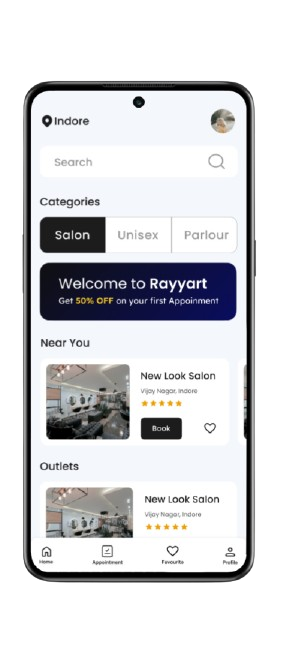 Indore
Search
Categories
Salon Unisex Parlour
Welcome to Rayyart
Get 50% OFF on your first Appoinment
Near You
New Look Salon
Vijay Nagar, Indore
Book
Outlets
New Look Salon
Vijay Nagar, Indore
Home Appointment Favourite Profile